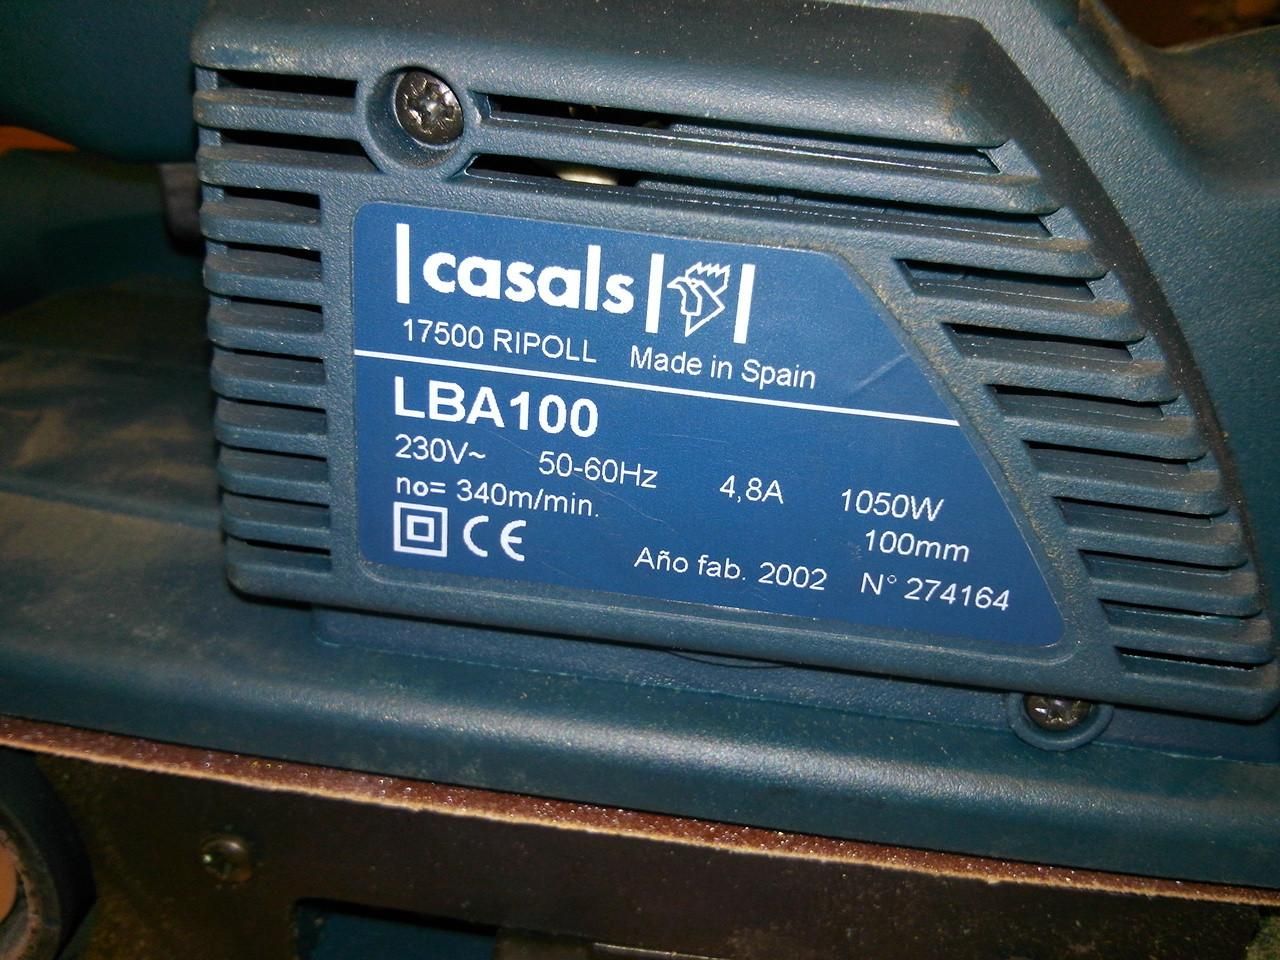 casals
17500 RIPOLL Made in Spain
LBA100
230V~ 50-60Hz 4,8A 1050W
no= 340m/min. 100mm
CE Año fab. 2002 N° 274164